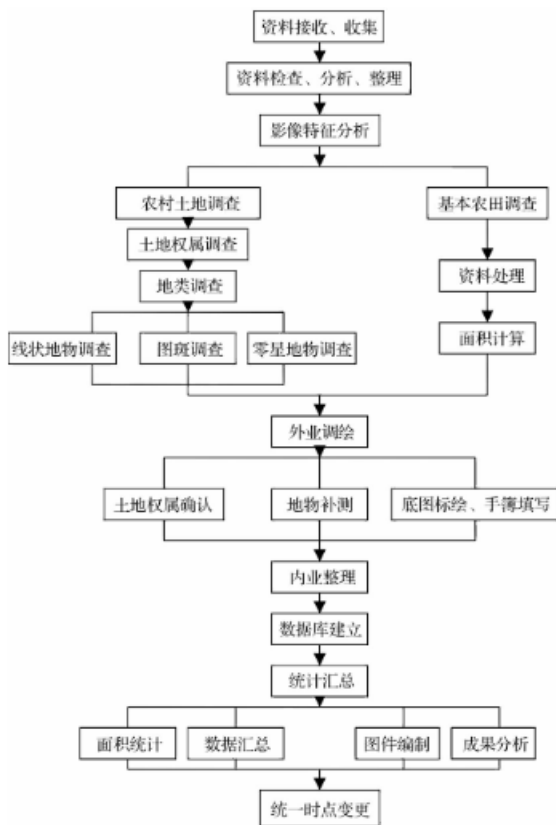 资料接收、收集
资料检查、分析、整理
影像特征分析
农村土地调查
基本农田调查
土地权属调查
资料处理
地类调查
线状地物调查
图斑调查
零星地物调查
面积计算
外业调绘
土地权属确认
地物补测
底图标绘、手簿填写
内业整理
数据库建立
统计汇总
面积统计
数据汇总
图件编制
成果分析
统一时点变更